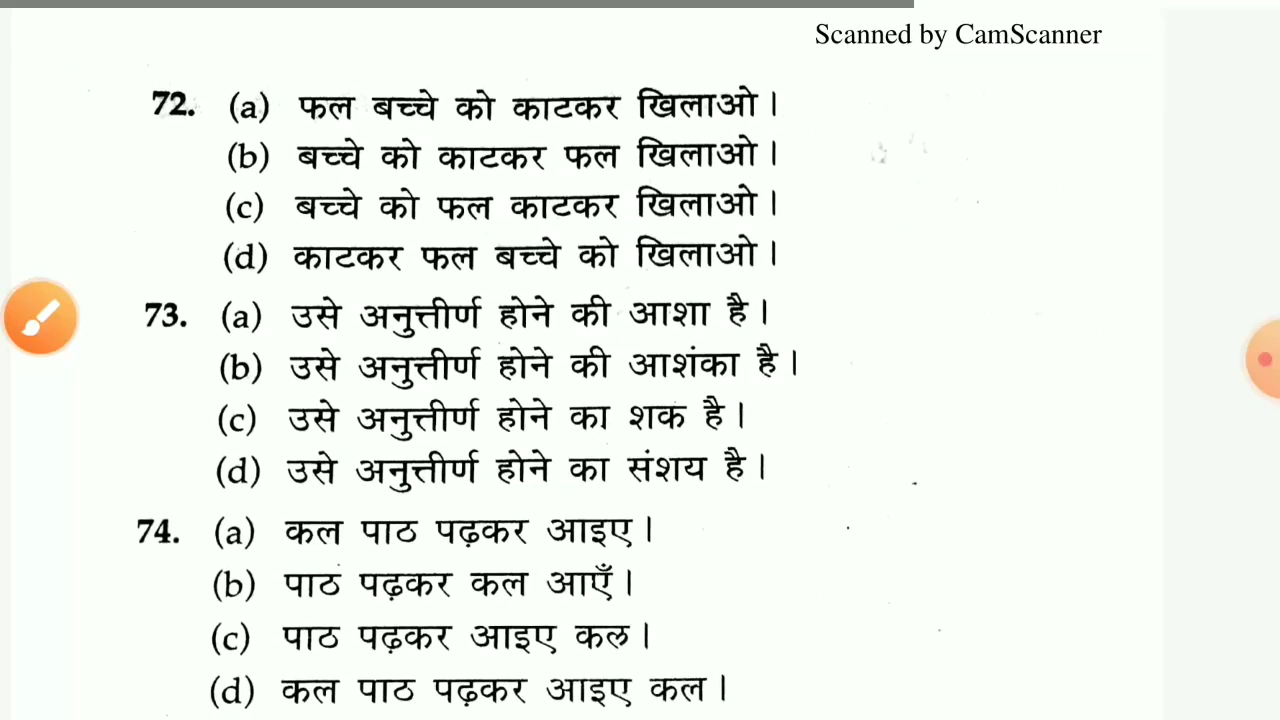 Scanned by CamScanner
72. (a) फल बच्चे को काटकर खिलाओ।
(b) बच्चे को काटकर फल खिलाओ।
(c) बच्चे को फल काटकर खिलाओ।
(d) काटकर फल बच्चे को खिलाओ।
73. (a) उसे अनुत्तीर्ण होने की आशा है।
(b) उसे अनुत्तीर्ण होने की आशंका है।
(c) उसे अनुत्तीर्ण होने का शक है।
(d) उसे अनुत्तीर्ण होने का संशय है।
74. (a) कल पाठ पढ़कर आइए।
(b) पाठ पढ़कर कल आएँ।
(c) पाठ पढ़कर आइए कल।
(d) कल पाठ पढ़कर आइए कल।